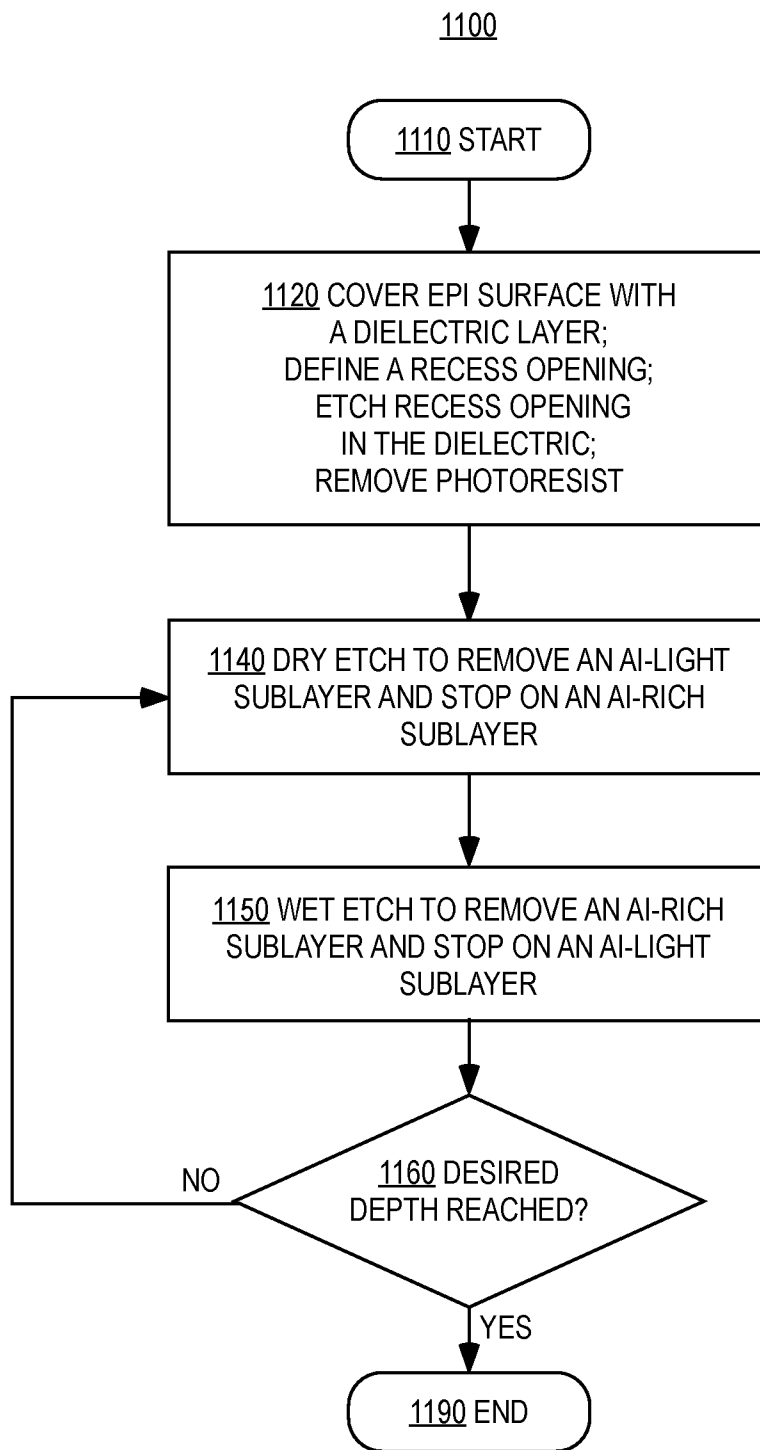 1100
1110 START
1120 COVER EPI SURFACE WITH
A DIELECTRIC LAYER;
DEFINE A RECESS OPENING;
ETCH RECESS OPENING
IN THE DIELECTRIC;
REMOVE PHOTORESIST
1140 DRY ETCH TO REMOVE AN Al-LIGHT
SUBLAYER AND STOP ON AN Al-RICH
SUBLAYER
1150 WET ETCH TO REMOVE AN Al-RICH
SUBLAYER AND STOP ON AN Al-LIGHT
SUBLAYER
1160 DESIRED
DEPTH REACHED?
NO
YES
1190 END